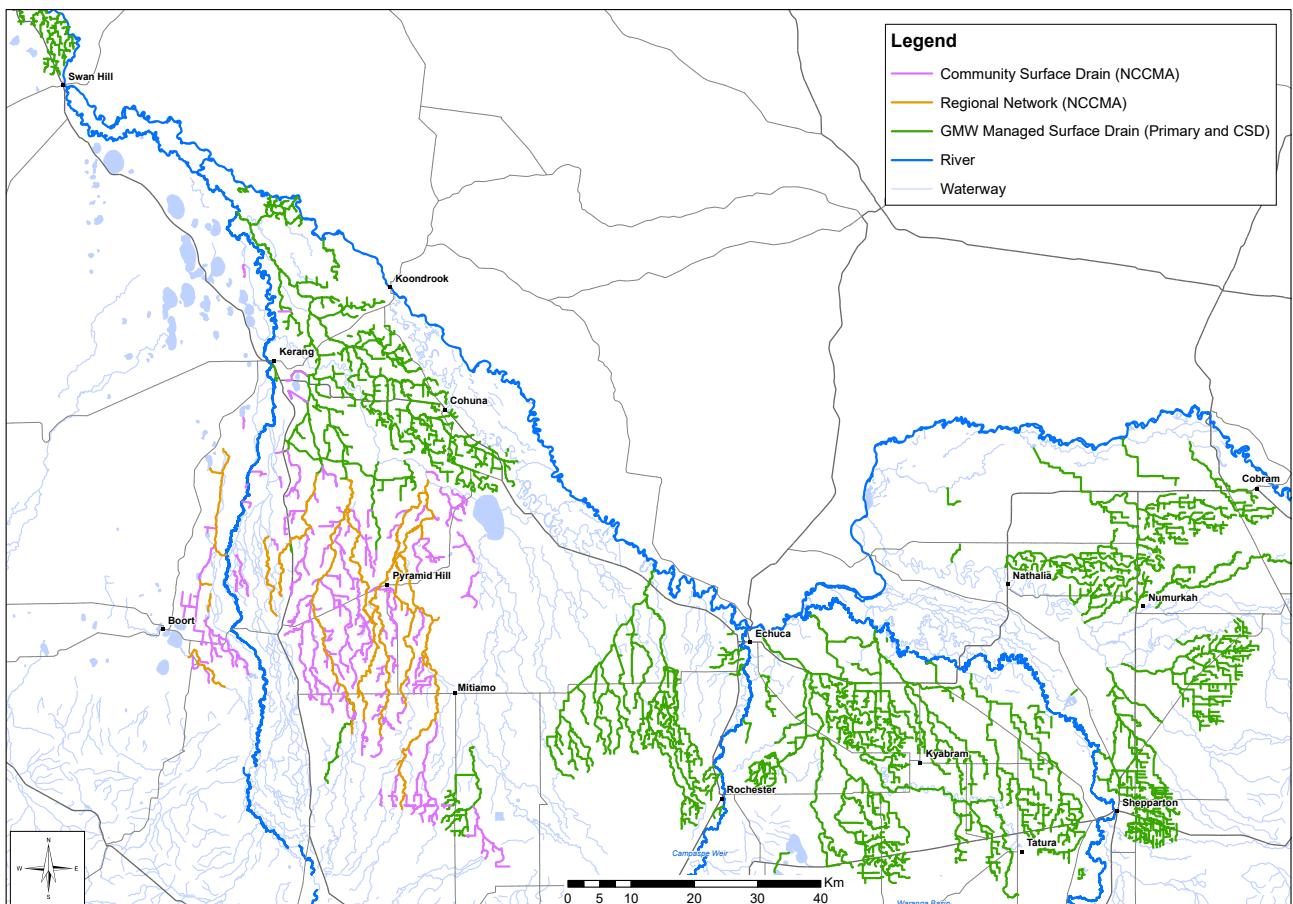 Legend
Community Surface Drain (NCCMA)
Regional Network (NCCMA)
GMW Managed Surface Drain (Primary and CSD)
River
Waterway
Swan Hill
Koondrook
Kerang
Cohuna
Cobram
Pyramid Hill
Nathalia
Numurkah
Boort
Echuca
Mitiamo
Kyabram
Rochester
Shepparton
Tatura
Campaspe Weir
Waranga Basin
N
W E
S
Km
0 5 10 20 30 40